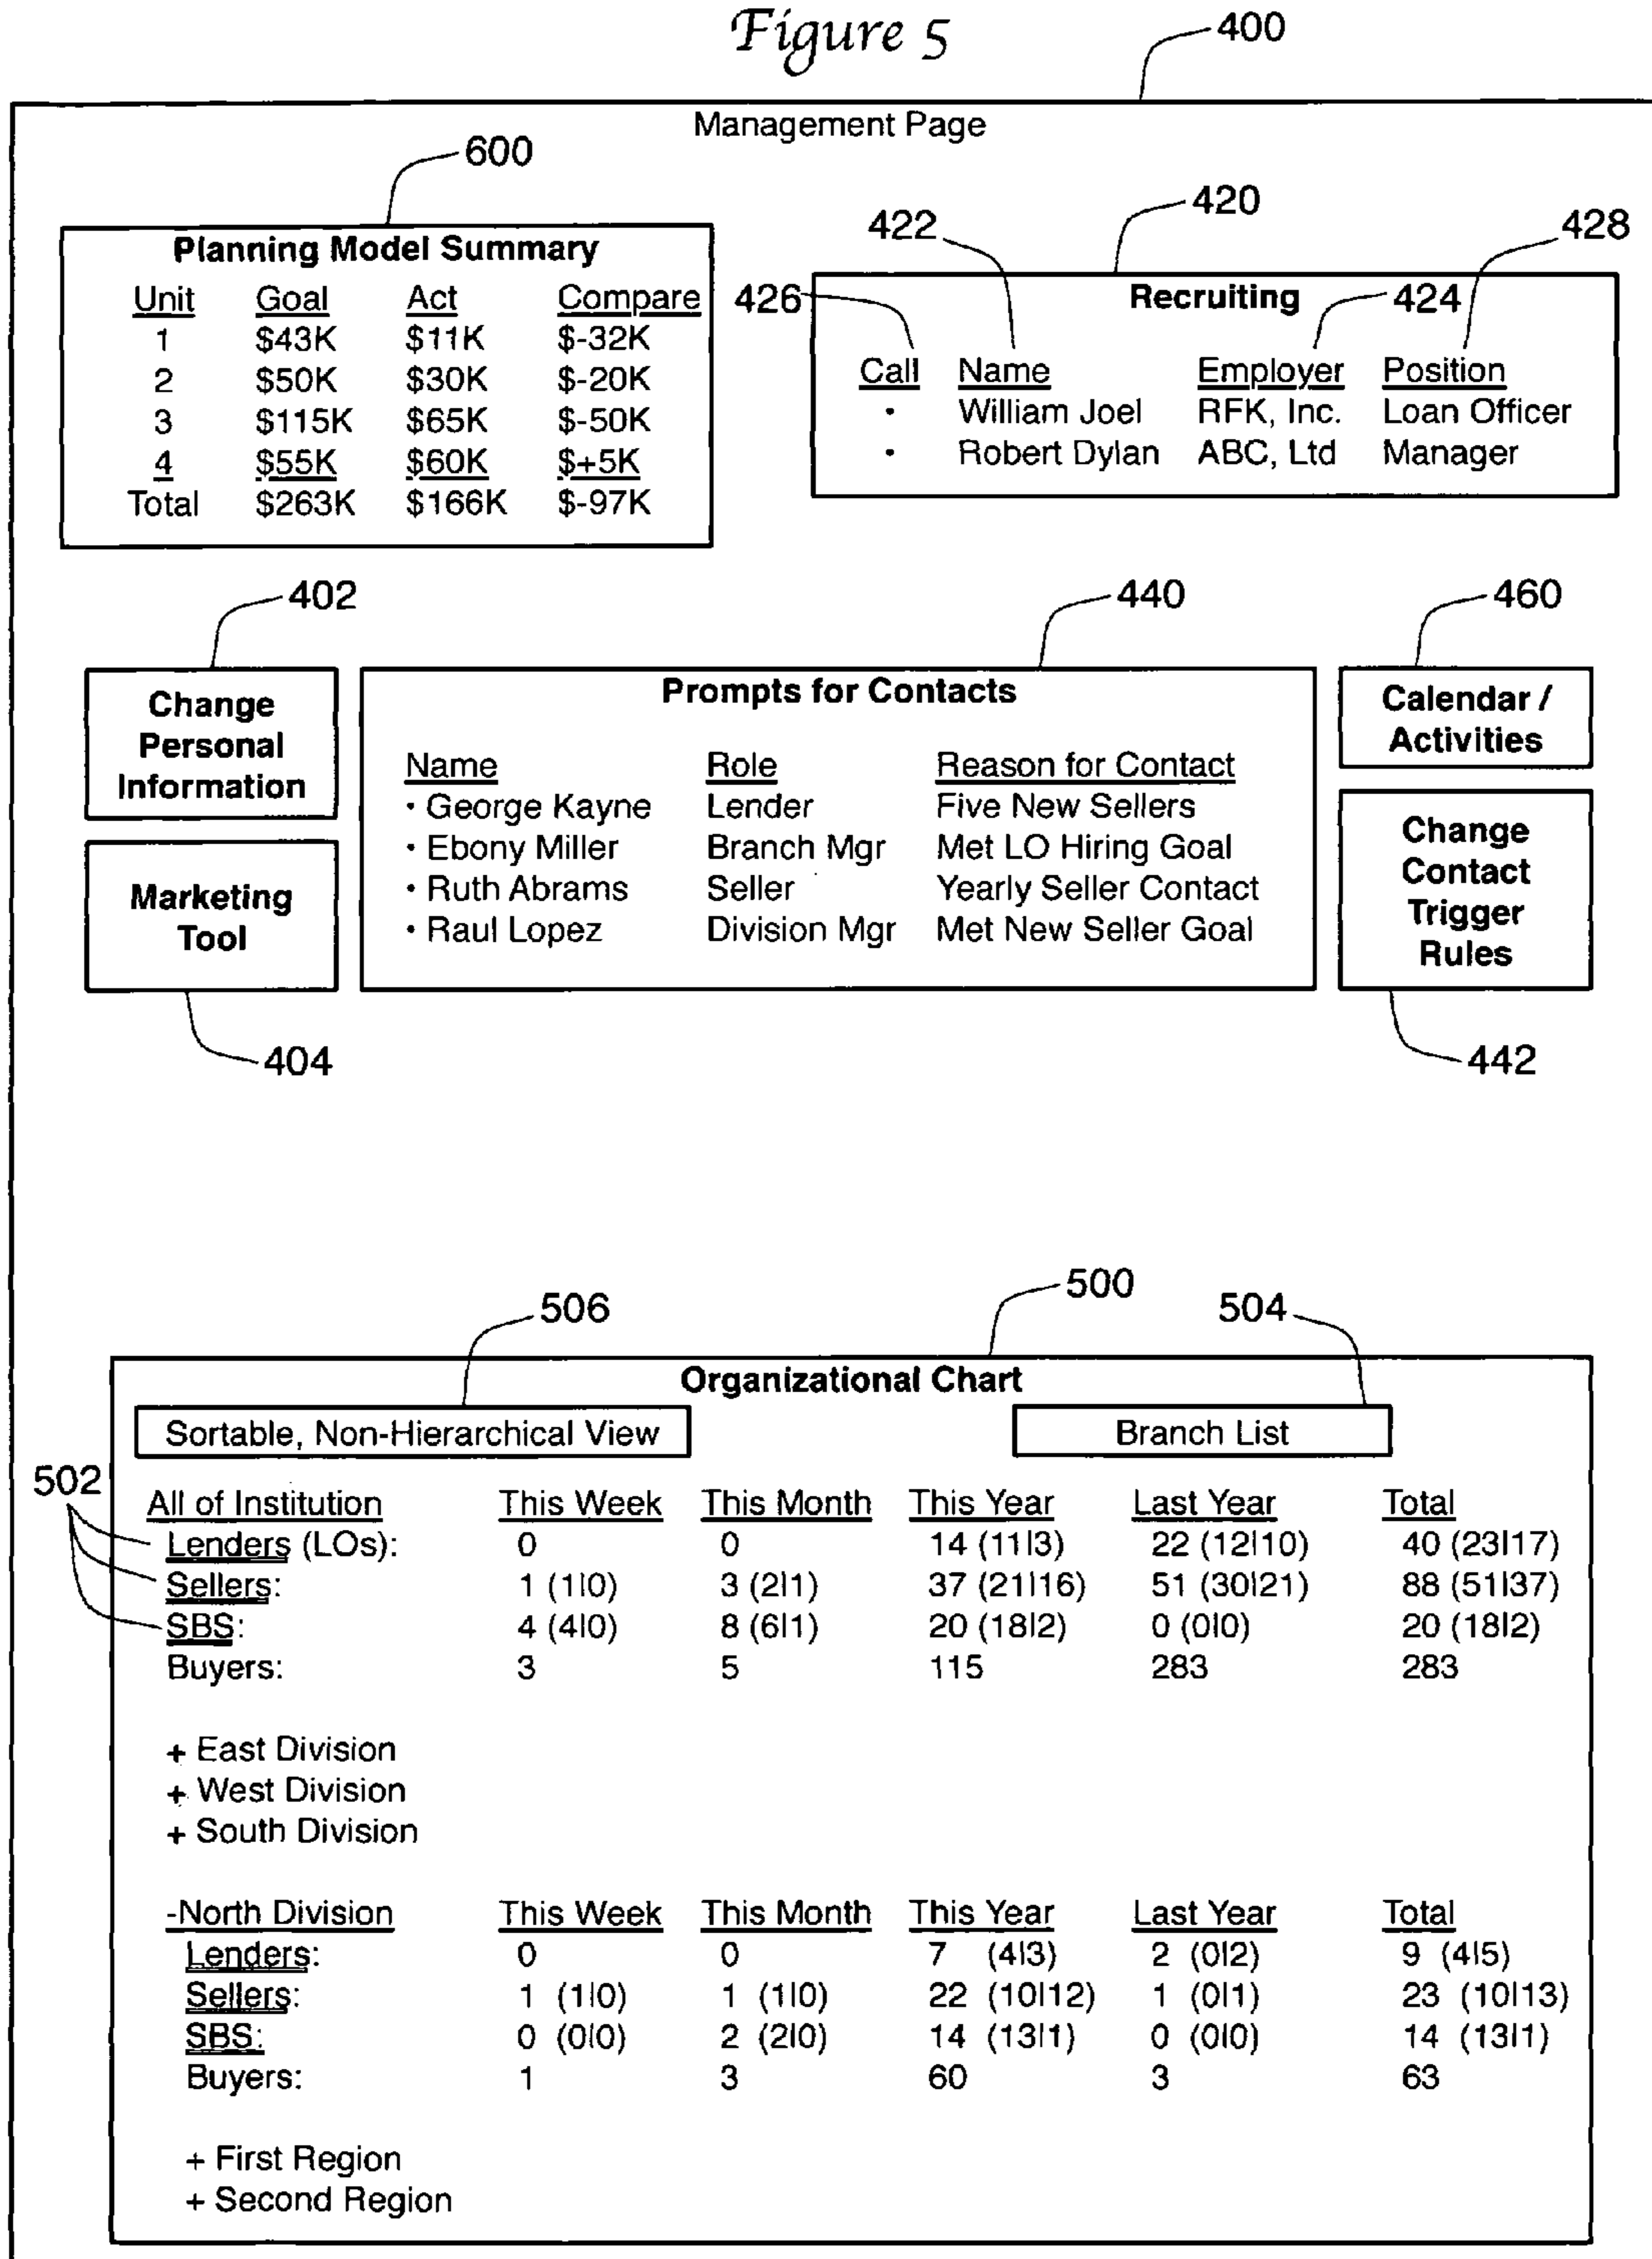 Figure 5
400
Management Page
600
Planning Model Summary
Unit Goal Act Compare
1 $43K $11K $-32K
2 $50K $30K $-20K
3 $115K $65K $-50K
4 $55K $60K $+5K
Total $263K $166K $-97K
420
422
428
426
Recruiting
424
Call Name Employer Position
• William Joel RFK, Inc. Loan Officer
• Robert Dylan ABC, Ltd Manager
402
440
460
Change
Personal
Information
Marketing
Tool
404
Prompts for Contacts
Name Role Reason for Contact
• George Kayne Lender Five New Sellers
• Ebony Miller Branch Mgr Met LO Hiring Goal
• Ruth Abrams Seller Yearly Seller Contact
• Raul Lopez Division Mgr Met New Seller Goal
Calendar /
Activities
Change
Contact
Trigger
Rules
442
500
506
504
Organizational Chart
Sortable, Non-Hierarchical View
Branch List
502
All of Institution This Week This Month This Year Last Year Total
Lenders (LOs): 0 0 14 (11|3) 22 (12|10) 40 (23|17)
Sellers: 1 (1|0) 3 (2|1) 37 (21|16) 51 (30|21) 88 (51|37)
SBS: 4 (4|0) 8 (6|1) 20 (18|2) 0 (0|0) 20 (18|2)
Buyers: 3 5 115 283 283
+ East Division
+ West Division
+ South Division
-North Division This Week This Month This Year Last Year Total
Lenders: 0 0 7 (4|3) 2 (0|2) 9 (4|5)
Sellers: 1 (1|0) 1 (1|0) 22 (10|12) 1 (0|1) 23 (10|13)
SBS: 0 (0|0) 2 (2|0) 14 (13|1) 0 (0|0) 14 (13|1)
Buyers: 1 3 60 3 63
+ First Region
+ Second Region